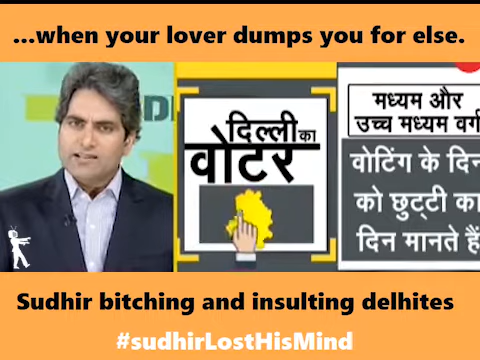 ...when your lover dumps you for else.
दिल्ली का
वोटर
मध्यम और
उच्च मध्यम वर्ग
वोटिंग के दिन
को छुट्टी का
दिन मानते हैं
Sudhir bitching and insulting delhites
#sudhirLostHisMind